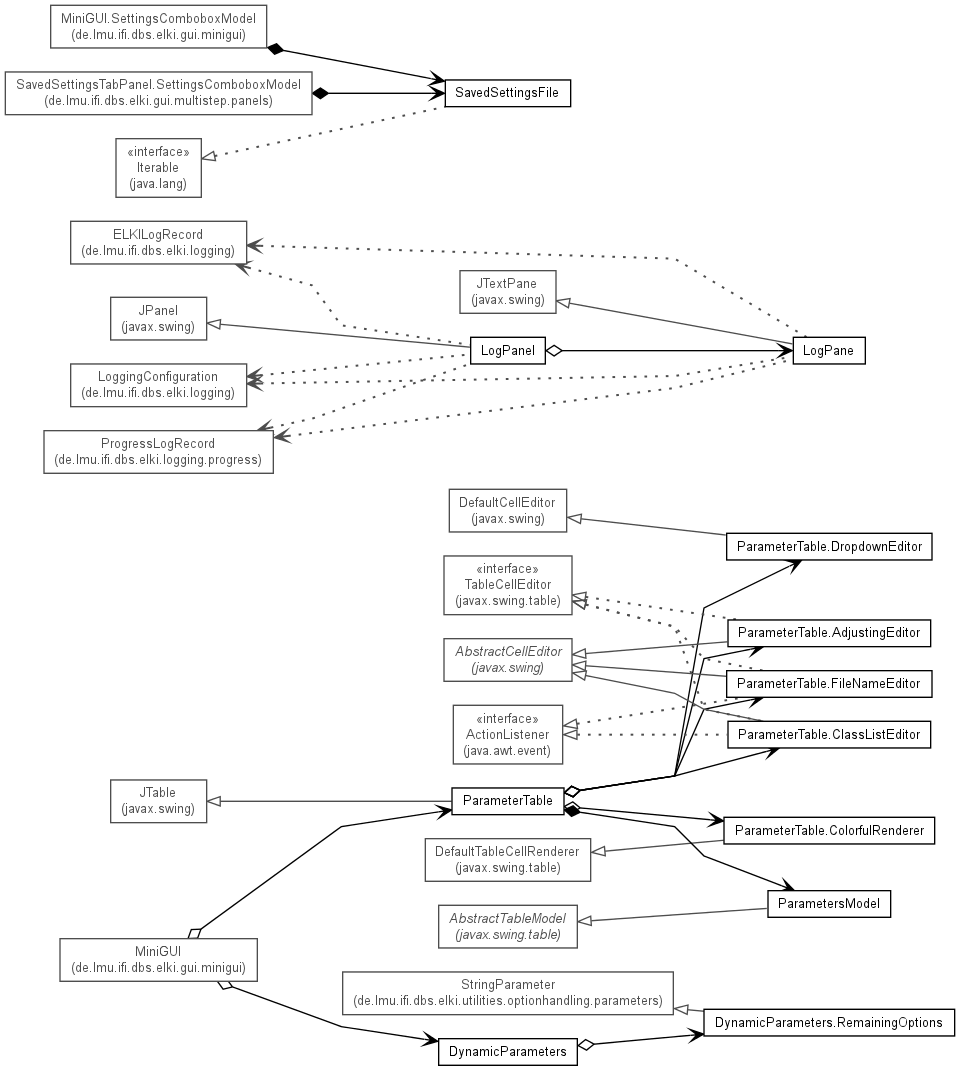 MiniGUI.SettingsComboboxModel
(de.lmu.ifi.dbs.elki.gui.minigui)
SavedSettingsTabPanel.SettingsComboboxModel
(de.lmu.ifi.dbs.elki.gui.multistep.panels)
SavedSettingsFile
«interface»
Iterable
(java.lang)
ELKILogRecord
(de.lmu.ifi.dbs.elki.logging)
JTextPane
(javax.swing)
JPanel
(javax.swing)
LogPanel
LogPane
LoggingConfiguration
(de.lmu.ifi.dbs.elki.logging)
ProgressLogRecord
(de.lmu.ifi.dbs.elki.logging.progress)
DefaultCellEditor
(javax.swing)
ParameterTable.DropdownEditor
«interface»
TableCellEditor
(javax.swing.table)
ParameterTable.AdjustingEditor
AbstractCellEditor
(javax.swing)
ParameterTable.FileNameEditor
«interface»
ActionListener
(java.awt.event)
ParameterTable.ClassListEditor
JTable
(javax.swing)
ParameterTable
ParameterTable.ColorfulRenderer
DefaultTableCellRenderer
(javax.swing.table)
ParametersModel
AbstractTableModel
(javax.swing.table)
MiniGUI
(de.lmu.ifi.dbs.elki.gui.minigui)
StringParameter
(de.lmu.ifi.dbs.elki.utilities.optionhandling.parameters)
DynamicParameters.RemainingOptions
DynamicParameters